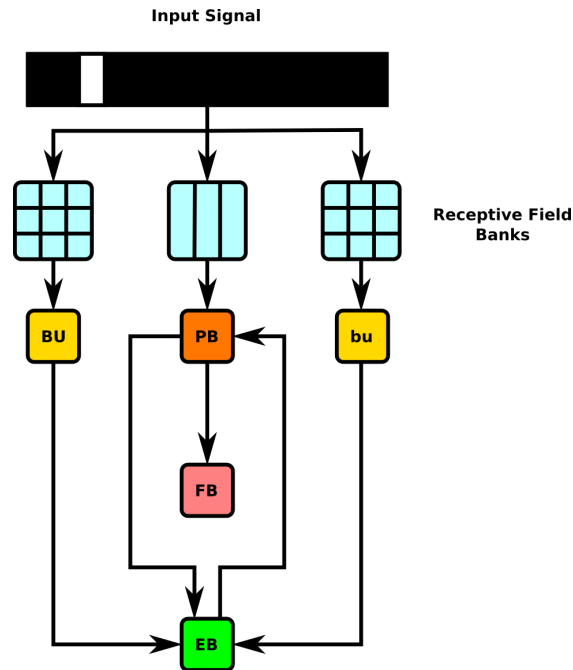 Input Signal
Receptive Field
Banks
BU
PB
bu
FB
EB